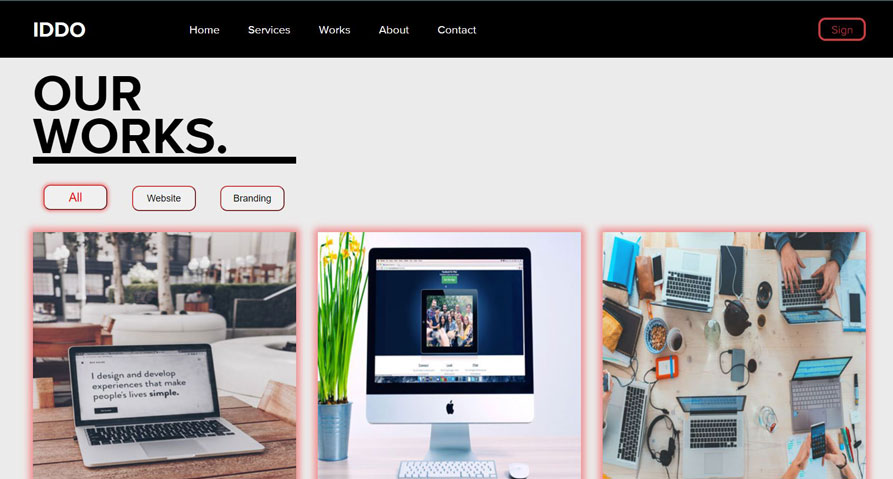 IDDO
Home
Services
Works
About
Contact
Sign
OUR
WORKS.
All
Website
Branding
I design and develop
experiences that make
people's lives simple.